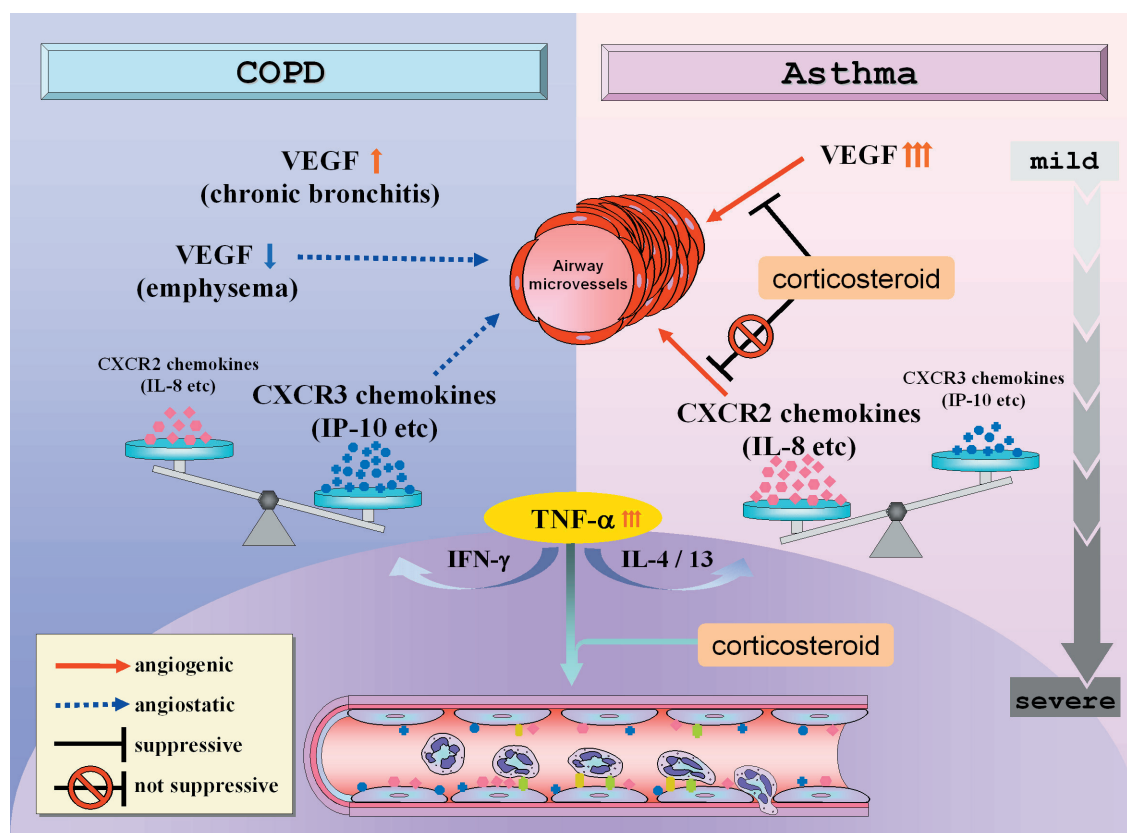 COPD
Asthma
VEGF ↑
(chronic bronchitis)
VEGF ↓
(emphysema)
CXCR2 chemokines
(IL-8 etc)
CXCR3 chemokines
(IP-10 etc)
Airway
microvessels
VEGF ↑↑↑
corticosteroid
CXCR2 chemokines
(IL-8 etc)
CXCR3 chemokines
(IP-10 etc)
mild
severe
TNF-α ↑↑↑
IFN-γ
IL-4 / 13
corticosteroid
angiogenic
angiostatic
suppressive
not suppressive